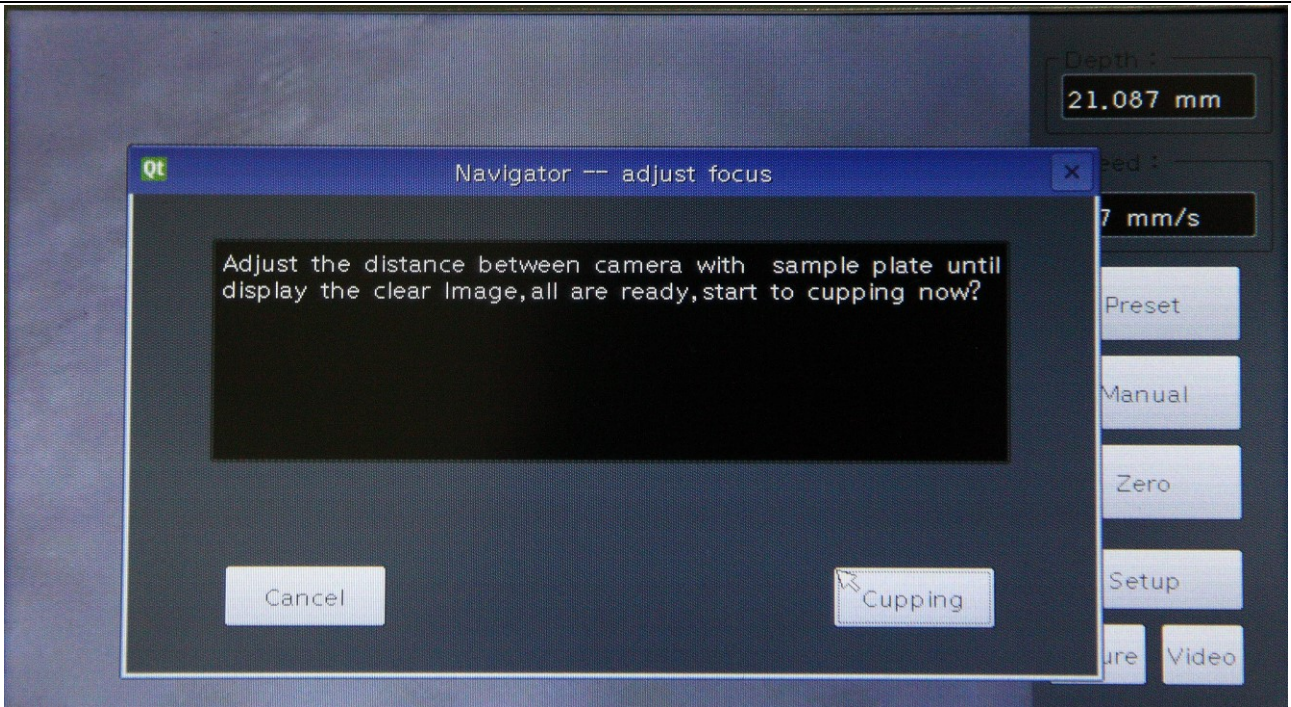 Depth :
21.087 mm
Qt
Navigator -- adjust focus
eed :
7 mm/s
Adjust the distance between camera with sample plate until
display the clear Image,all are ready,start to cupping now?
Preset
Manual
Zero
Setup
Cancel
Cupping
ure
Video